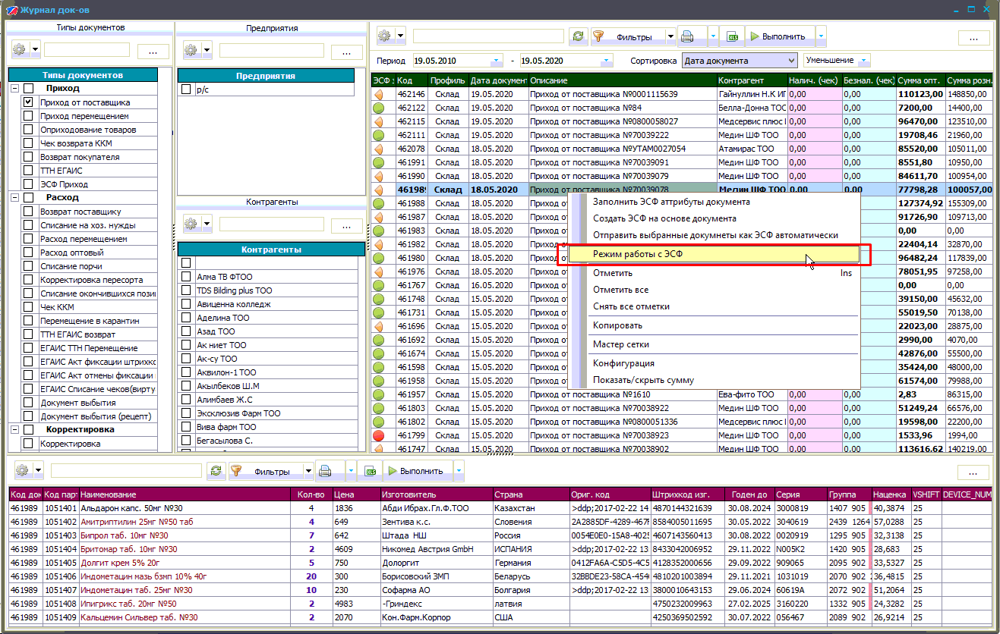 Журнал док-ов
Типы документов
...
Типы документов
Приход
Приход от поставщика
Приход перемещением
Оприходование товаров
Чек возврата ККМ
Возврат покупателя
ТТН ЕГАИС
ЭСФ Приход
Расход
Возврат поставщику
Списание на хоз. нужды
Расход перемещением
Расход оптовый
Списание порчи
Корректировка пересорта
Списание окончившихся пози
Чек ККМ
Перемещение в карантин
ТТН ЕГАИС возврат
ЕГАИС ТТН Перемещение
ЕГАИС Акт фиксации штрихко
ЕГАИС Акт отмены фиксации
ЕГАИС Списание чеков(вирту
Документ выбытия
Документ выбытия (рецепт)
Корректировка
Корректировка
Предприятия
...
Предприятия
р/с
Контрагенты
...
Контрагенты
Алма ТВ ФТОО
TDS Bilding plus ТОО
Авиценна колледж
Аделина ТОО
Азад ТОО
Ак ниет ТОО
Ак-су ТОО
Аквилон-1 ТОО
Акылбеков Ш.М
Алимбаев Ж.С
Эксклюзив Фарм ТОО
Вива фарм ТОО
Бегасылова С.
Фильтры XLS Выполнить ...
Период 19.05.2010 - 19.05.2020 Сортировка Дата документа Уменьшение
ЭСФ з Код Профиль Дата документ Описание Контрагент Налич. (чек) Безнал. (чек) Сумма опт. Сумма розн.
462146 Склад 19.05.2020 Приход от поставщика №0001115639 Гайнуллин Н.К ИГ 0,00 0,00 110123,00 148850,00
462122 Склад 19.05.2020 Приход от поставщика №84 Белла-Донна ТОС 0,00 0,00 7200,00 14400,00
462115 Склад 19.05.2020 Приход от поставщика №0800058027 Медсервис плюс 0,00 0,00 96470,00 123510,00
462111 Склад 19.05.2020 Приход от поставщика №70039222 Медин ШФ ТОО 0,00 0,00 19708,46 21960,00
462078 Склад 18.05.2020 Приход от поставщика №УТАМ0027054 Атамирас ТОО 0,00 0,00 85520,00 105011,00
461991 Склад 18.05.2020 Приход от поставщика №70039091 Медин ШФ ТОО 0,00 0,00 8551,80 10950,00
461990 Склад 18.05.2020 Приход от поставщика №70039079 Медин ШФ ТОО 0,00 0,00 84611,70 100954,00
46198 Склад 18.05.2020 Приход от поставщика №70039078 Медин ШФ ТОО 0,00 0,00 77798,28 100057,00
461988 Склад 18.05.2020 Приход о 127374,92 155309,00
461987 Склад 18.05.2020 Приход от 91726,90 109713,00
461983 Склад 18.05.2020 Приход от 0,00 0,00
461982 Склад 18.05.2020 Приход от 22404,14 32870,00
461980 Склад 18.05.2020 Приход от 96482,24 117839,00
461976 Склад 18.05.2020 Приход от 78051,95 97258,00
461767 Склад 16.05.2020 Приход от 0,00 0,00
461748 Склад 15.05.2020 Приход от 39150,00 45632,00
461731 Склад 15.05.2020 Приход от 55019,50 70138,00
461696 Склад 15.05.2020 Приход от 22023,00 28875,00
461692 Склад 15.05.2020 Приход от 2990,00 4070,00
461674 Склад 15.05.2020 Приход от 42876,00 55500,00
461598 Склад 15.05.2020 Приход от 35424,00 48000,00
461958 Склад 15.05.2020 Приход от 61574,00 79988,00
461957 Склад 15.05.2020 Приход от поставщика №1610 Ева-фито ТОО 0,00 0,00 2,83 86315,00
461803 Склад 15.05.2020 Приход от поставщика №70038922 Медин ШФ ТОО 0,00 0,00 51249,24 66576,00
461802 Склад 15.05.2020 Приход от поставщика №0800051336 Медсервис плюс 0,00 0,00 19598,00 22200,00
461799 Склад 15.05.2020 Приход от поставщика №70038923 Медин ШФ ТОО 0,00 0,00 1533,96 1994,00
461747 Склад 15.05.2020 Приход от поставщика №70038902 Медин ШФ ТОО 0,00 0,00 113616,62 139372,00
Заполнить ЭСФ аттрибуты документа
Создать ЭСФ на основе документа
Отправить выбранные докумнеты как ЭСФ автоматически
Режим работы с ЭСФ
Отметить Ins
Отметить все
Снять все отметки
Копировать
Мастер сетки
Конфигурация
Показать/скрыть сумму
Фильтры XLS Выполнить ...
Код док Код парт Наименование Кол-во Цена Изготовитель Страна Ориг. код Штрихкод изг. Годен до Серия Группа Наценка VSHIFT DEVICE_NUM
461989 1051401 Альдарон капс. 50мг №30 4 1836 Абди Ибрах.Гл.Ф.ТОО Казахстан >ddp;2017-02-22 14 4870144321639 30.08.2024 3000819 1407 905 40,3874 25
461989 1051402 Амитриптилин 25мг №50 таб 4 649 Зентива к.с. Словения 2A2885DF-4289-467F 8584005011695 30.05.2022 3040619 2439 1264 57,0288 25
461989 1051403 Бипрол таб. 10мг №30 7 642 Штада НШ Россия 0054E0E0-15A8-4025 4607143560413 30.08.2022 0020919 1295 905 32,3138 25
461989 1051404 Бритомар таб. 10мг №30 2 4609 Никомед Австрия GmbH ИСПАНИЯ >ddp;2017-02-22 13 8433042006952 29.11.2022 N005K2 1420 905 28,683 25
461989 1051405 Долгит крем 5% 20г 5 750 Долоргит Германия 0412FA6A-C5D5-4C5 4128352000656 29.09.2022 909065 2095 902 33,5327 25
461989 1051406 Индометацин мазь бзмп 10% 40г 20 300 Борисовский ЗМП Беларусь 32BBDE23-58CA-454 4810201003894 29.11.2021 1031019 2070 902 36,4815 25
461989 1051407 Индометацин таб. 25мг №30 10 230 Софарма АО Болгария >ddp;2017-02-22 13 3800010643153 29.06.2024 60619A 2072 902 51,2064 25
461989 1051408 Ипигрикс таб. 20мг №50 2 4983 -Гриндекс латвия 4750232009963 27.02.2025 3160220 1332 905 24,3282 25
461989 1051409 Кальцемин Сильвер таб. №30 2 2070 Кон.Фарм.Корпор США 4250369502592 30.07.2022 056467 2089 902 26,9214 25